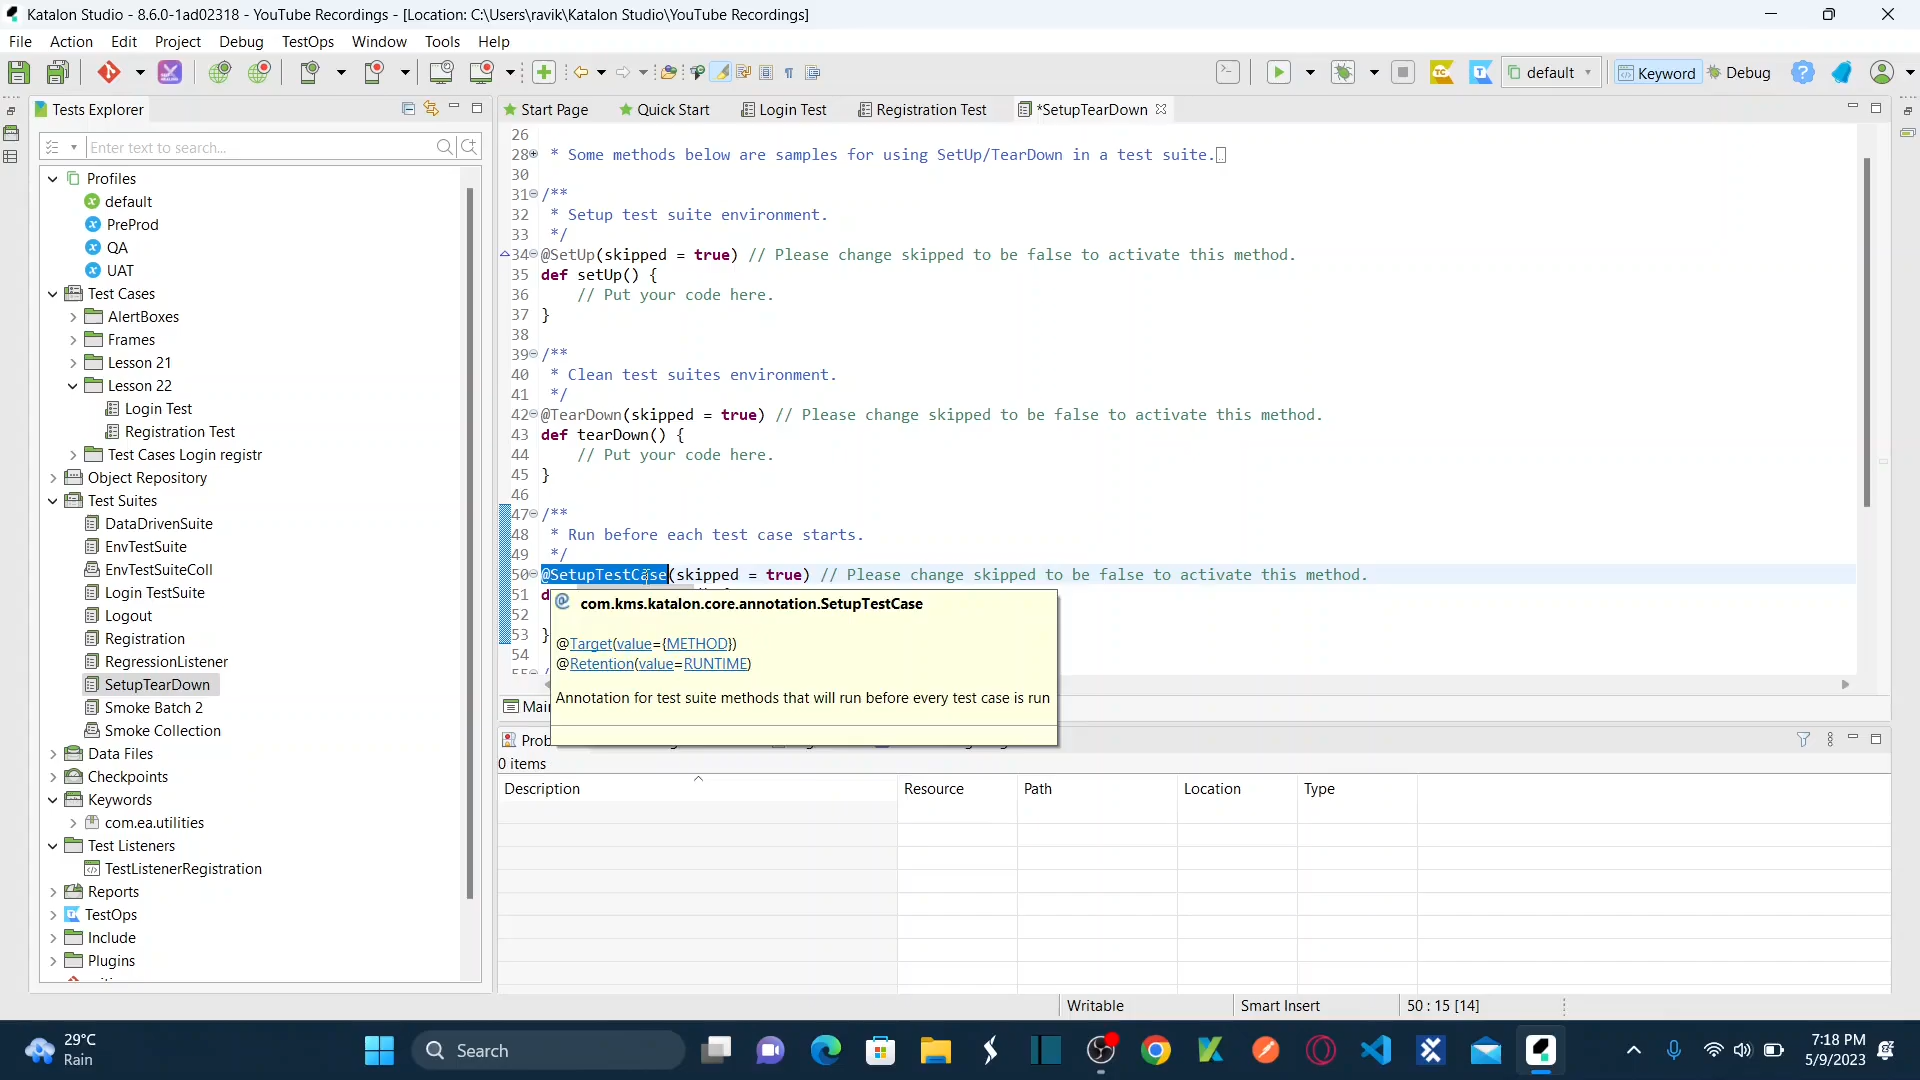 Katalon Studio - 8.6.0-1ad02318 - YouTube Recordings - [Location: C:\Users\ravik\Katalon Studio\YouTube Recordings]
File Action Edit Project Debug TestOps Window Tools Help
default Keyword Debug
Tests Explorer
Enter text to search...
Profiles
default
PreProd
QA
UAT
Test Cases
AlertBoxes
Frames
Lesson 21
Lesson 22
Login Test
Registration Test
Test Cases Login registr
Object Repository
Test Suites
DataDrivenSuite
EnvTestSuite
EnvTestSuiteColl
Login TestSuite
Logout
Registration
RegressionListener
SetupTearDown
Smoke Batch 2
Smoke Collection
Data Files
Checkpoints
Keywords
com.ea.utilities
Test Listeners
TestListenerRegistration
Reports
TestOps
Include
Plugins
Start Page Quick Start Login Test Registration Test *SetupTearDown
26
28 * Some methods below are samples for using SetUp/TearDown in a test suite.
30
31 /**
32 * Setup test suite environment.
33 */
34 @SetUp(skipped = true) // Please change skipped to be false to activate this method.
35 def setUp() {
36 // Put your code here.
37 }
38
39 /**
40 * Clean test suites environment.
41 */
42 @TearDown(skipped = true) // Please change skipped to be false to activate this method.
43 def tearDown() {
44 // Put your code here.
45 }
46
47 /**
48 * Run before each test case starts.
49 */
50 @SetupTestCase(skipped = true) // Please change skipped to be false to activate this method.
51 d
52
53 }
54
55
@ com.kms.katalon.core.annotation.SetupTestCase
@Target(value={METHOD})
@Retention(value=RUNTIME)
Annotation for test suite methods that will run before every test case is run
Mai
Prob
0 items
Description Resource Path Location Type
Writable Smart Insert 50 : 15 [14]
29°C
Rain
Search
7:18 PM
5/9/2023